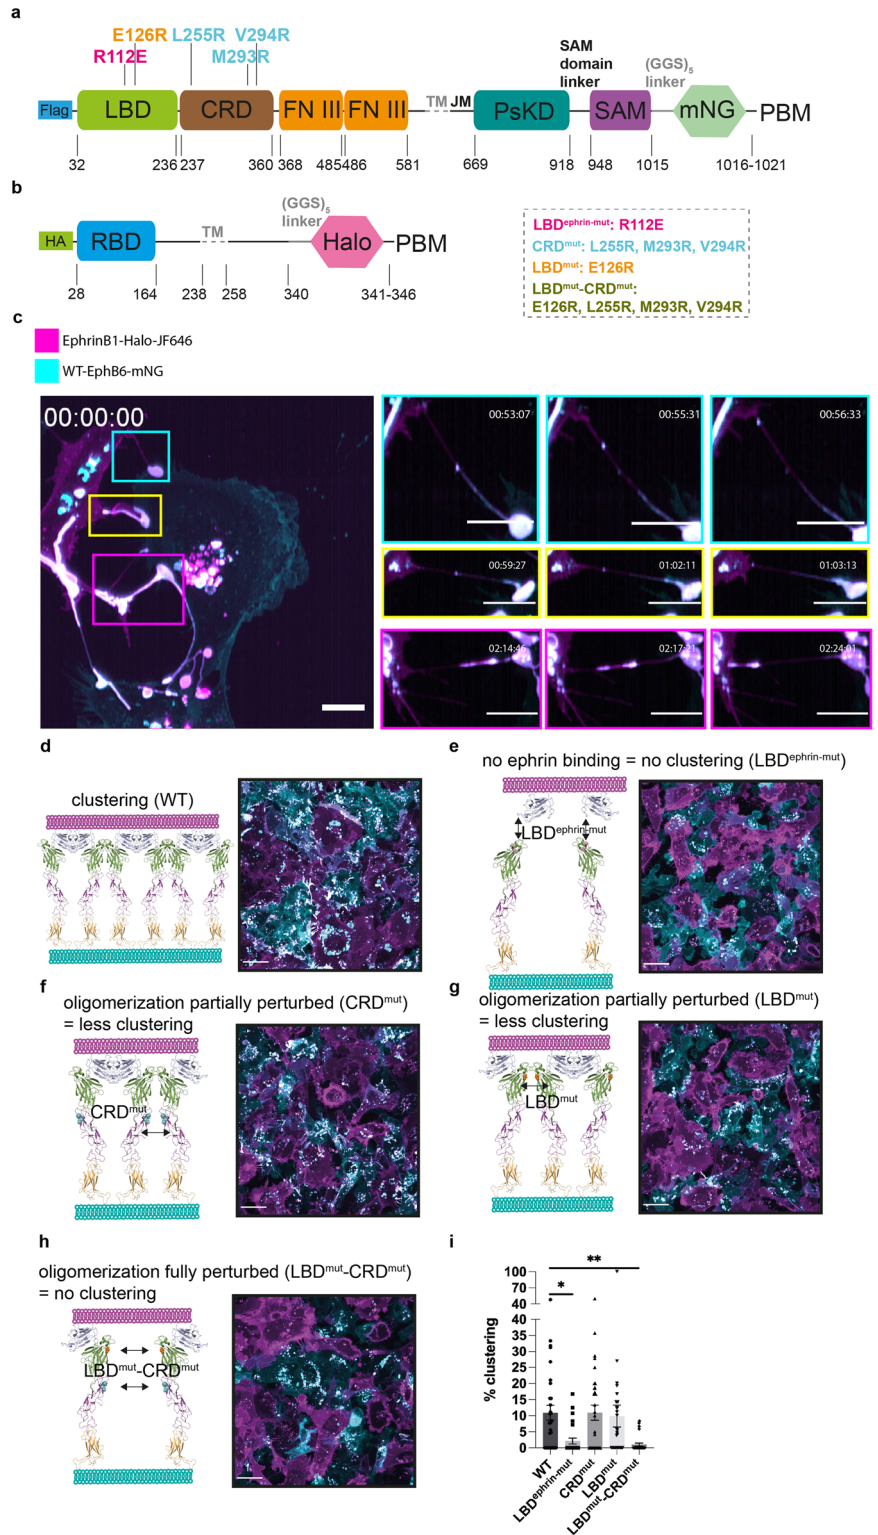 a
E126R L255R V294R
R112E M293R
SAM domain linker
(GGS)5 linker
Flag LBD CRD FN III FN III TM JM PsKD SAM mNG PBM
32 236 237 360 368 485 486 581 669 918 948 1015 1016-1021
b
(GGS)5 linker
HA RBD TM Halo PBM
28 164 238 258 340 341-346
LBDephrin-mut: R112E
CRDmut: L255R, M293R, V294R
LBDmut: E126R
LBDmut-CRDmut:
E126R, L255R, M293R, V294R
c
EphrinB1-Halo-JF646
WT-EphB6-mNG
00:00:00
00:53:07 00:55:31 00:56:33
00:59:27 01:02:11 01:03:13
02:14:46 02:17:21 02:24:01
d
clustering (WT)
e
no ephrin binding = no clustering (LBDephrin-mut)
LBDephrin-mut
f
oligomerization partially perturbed (CRDmut)
= less clustering
CRDmut
g
oligomerization partially perturbed (LBDmut)
= less clustering
LBDmut
h
oligomerization fully perturbed (LBDmut-CRDmut)
= no clustering
LBDmut-CRDmut
i
% clustering
100
70
40
40
35
30
25
20
15
10
5
0
* **
WT
LBDephrin-mut
CRDmut
LBDmut
LBDmut-CRDmut